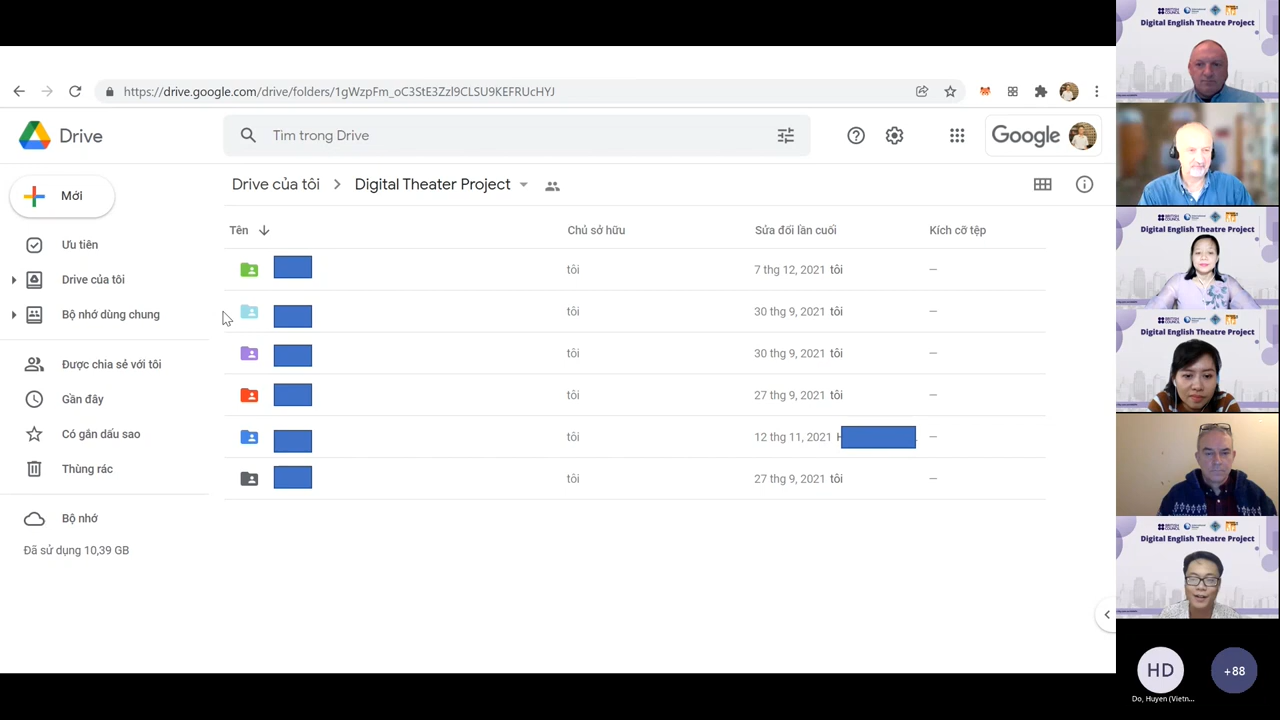 https://drive.google.com/drive/folders/1gWzpFm_oC3StE3Zzl9CLSU9KEFRUcHYJ
Drive
Tìm trong Drive
Google
Mới
Drive của tôi
Digital Theater Project
Ưu tiên
Drive của tôi
Bộ nhớ dùng chung
Được chia sẻ với tôi
Gần đây
Có gắn dấu sao
Thùng rác
Bộ nhớ
Đã sử dụng 10,39 GB
Tên Chủ sở hữu Sửa đổi lần cuối Kích cỡ tệp
tôi 7 thg 12, 2021 tôi —
tôi 30 thg 9, 2021 tôi —
tôi 30 thg 9, 2021 tôi —
tôi 27 thg 9, 2021 tôi —
tôi 12 thg 11, 2021 —
tôi 27 thg 9, 2021 tôi —
Digital English Theatre Project
Digital English Theatre Project
Digital English Theatre Project
Digital English Theatre Project
HD
+88
Do, Huyen (Vietn...